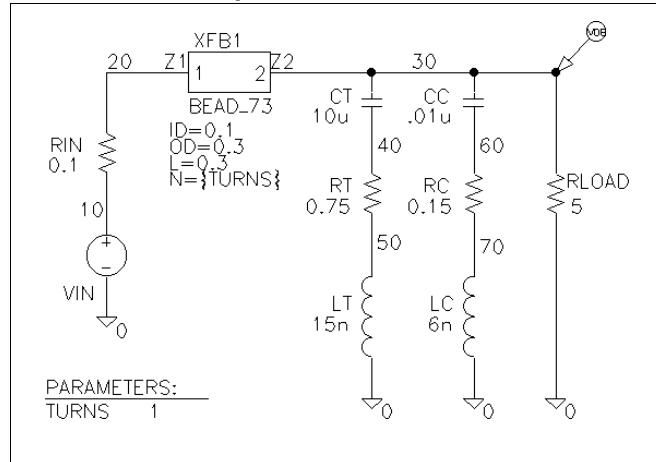 XFB1
VDB
20 Z1 1 2 Z2 30
BEAD_73
CT
10u
CC
.01u
ID=0.1
OD=0.3
L=0.3
N={TURNS}
RIN
0.1
40
60
RT
0.75
RC
0.15
RLOAD
5
10
50
70
+
-
VIN
LT
15n
LC
6n
0
0
0
0
PARAMETERS:
TURNS 1